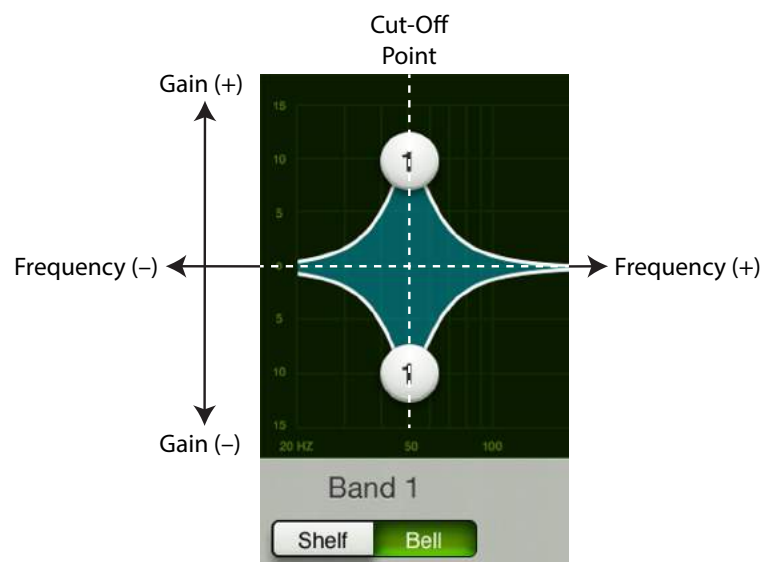 Cut-Off
Point
Gain (+)
15
10
1
5
Frequency (–)
0
Frequency (+)
5
10
1
15
Gain (–)
20 HZ 50 100
Band 1
Shelf Bell